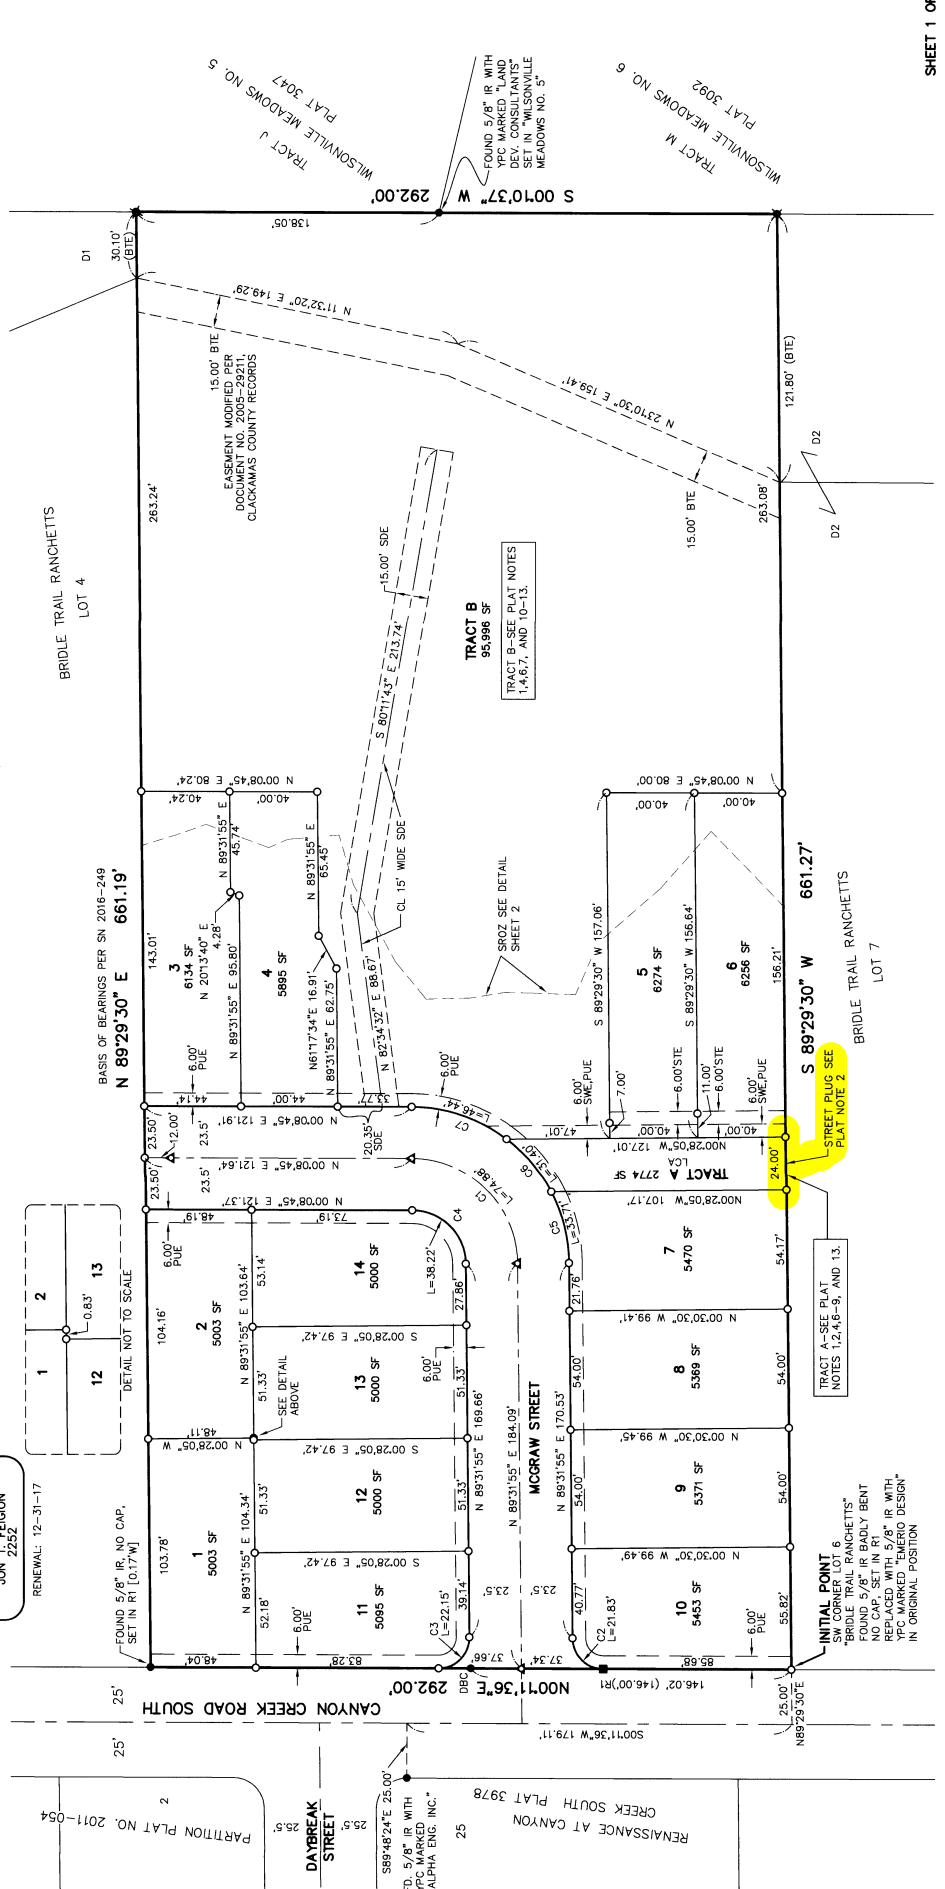 SHEET 1 OF
WILSONVILLE MEADOWS NO. 5
PLAT 3047
TRACT J
WILSONVILLE MEADOWS NO. 6
PLAT 3092
TRACT M
FOUND 5/8" IR WITH
YPC MARKED "LAND
DEV. CONSULTANTS"
SET IN "WILSONVILLE
MEADOWS NO. 5"
S 00°10'37" W 292.00'
138.05'
D1
30.10'
(BTE)
N 11°32'20" E 149.29'
15.00' BTE
EASEMENT MODIFIED PER
DOCUMENT NO. 2005-29211,
CLACKAMAS COUNTY RECORDS
N 23°10'30" E 159.41'
15.00' BTE
121.80' (BTE)
D2
D2
263.24'
263.08'
BRIDLE TRAIL RANCHETTS
LOT 4
15.00' SDE
S 80°11'43" E 213.74'
TRACT B
95,996 SF
TRACT B-SEE PLAT NOTES
1,4,6,7, AND 10-13.
CL 15' WIDE SDE
SROZ SEE DETAIL
SHEET 2
N 82°34'32" E 88.67'
BASIS OF BEARINGS PER SN 2016-249
N 89°29'30" E 661.19'
143.01'
N 00°08'45" E 80.24'
40.24'
40.00'
N 89°31'55" E
45.74'
4.28'
N 20°13'40" E
3
6134 SF
N 89°31'55" E 95.80'
4
5895 SF
N 89°31'55" E
65.45'
N61°17'34"E 16.91'
N 89°31'55" E 62.75'
6.00'
PUE
44.14'
44.00'
33.77'
N 00°08'45" E 121.91'
20.35'
SDE
6.00'
PUE
L=46.44'
C7
N 00°08'45" E 80.00'
40.00'
40.00'
S 89°29'30" W 157.06'
5
6274 SF
S 89°29'30" W 156.64'
6
6256 SF
156.21'
S 89°29'30" W 661.27'
BRIDLE TRAIL RANCHETTS
LOT 7
6.00'
SWE,PUE
7.00'
6.00'STE
11.00'
6.00'STE
6.00'
SWE,PUE
47.01'
40.00'
40.00'
N00°28'05"W 127.01'
LCA
TRACT A 2774 SF
24.00'
STREET PLUG SEE
PLAT NOTE 2
N00°28'05"W 107.17'
TRACT A-SEE PLAT
NOTES 1,2,4,6-9, AND 13.
23.50'
12.00'
23.5'
23.50'
23.5'
N 00°08'45" E 121.64'
C6
L=31.40'
C1
L=74.88'
C5
L=33.71'
N 00°08'45" E 121.37'
48.19'
73.19'
6.00'
PUE
C4
L=38.22'
27.86'
21.76'
1
2
12
13
0.83'
DETAIL NOT TO SCALE
104.16'
2
5003 SF
53.14'
N 89°31'55" E 103.64'
51.33'
SEE DETAIL
ABOVE
14
5000 SF
S 00°28'05" E 97.42'
13
5000 SF
6.00'
PUE
51.33'
S 00°28'05" E 97.42'
48.11'
N 00°28'05" W
7
5470 SF
54.17'
N 00°30'30" W 99.41'
8
5369 SF
54.00'
54.00'
N 00°30'30" W 99.45'
9
5371 SF
54.00'
54.00'
N 00°30'30" W 99.49'
10
5453 SF
55.82'
40.77'
N 89°31'55" E 169.66'
N 89°31'55" E 184.09'
MCGRAW STREET
N 89°31'55" E 170.53'
JON T. FEIGION
2252
RENEWAL: 12-31-17
FOUND 5/8" IR, NO CAP,
SET IN R1 [0.17'W]
103.78'
1
5003 SF
N 89°31'55" E 104.34'
51.33'
52.18'
12
5000 SF
51.33'
S 00°28'05" E 97.42'
11
5095 SF
39.14'
L=22.15'
C3
6.00'
PUE
23.5'
23.5'
L=21.83'
C2
6.00'
PUE
48.04'
83.28'
37.66'
37.34'
85.68'
DBC
N00°11'36"E 292.00'
146.02' (146.00')R1
INITIAL POINT
SW CORNER LOT 6
"BRIDLE TRAIL RANCHETTS"
FOUND 5/8" IR BADLY BENT
NO CAP, SET IN R1
REPLACED WITH 5/8" IR WITH
YPC MARKED "EMERIO DESIGN"
IN ORIGINAL POSITION
CANYON CREEK ROAD SOUTH
25'
25'
S00°11'36"W 179.11'
25.00'
N89°29'30"E
2
PARTITION PLAT NO. 2011-054
25.5'
25.5'
DAYBREAK
STREET
S89°48'24"E 25.00'
FD. 5/8" IR WITH
YPC MARKED
"ALPHA ENG. INC."
25
RENAISSANCE AT CANYON
CREEK SOUTH PLAT 3978